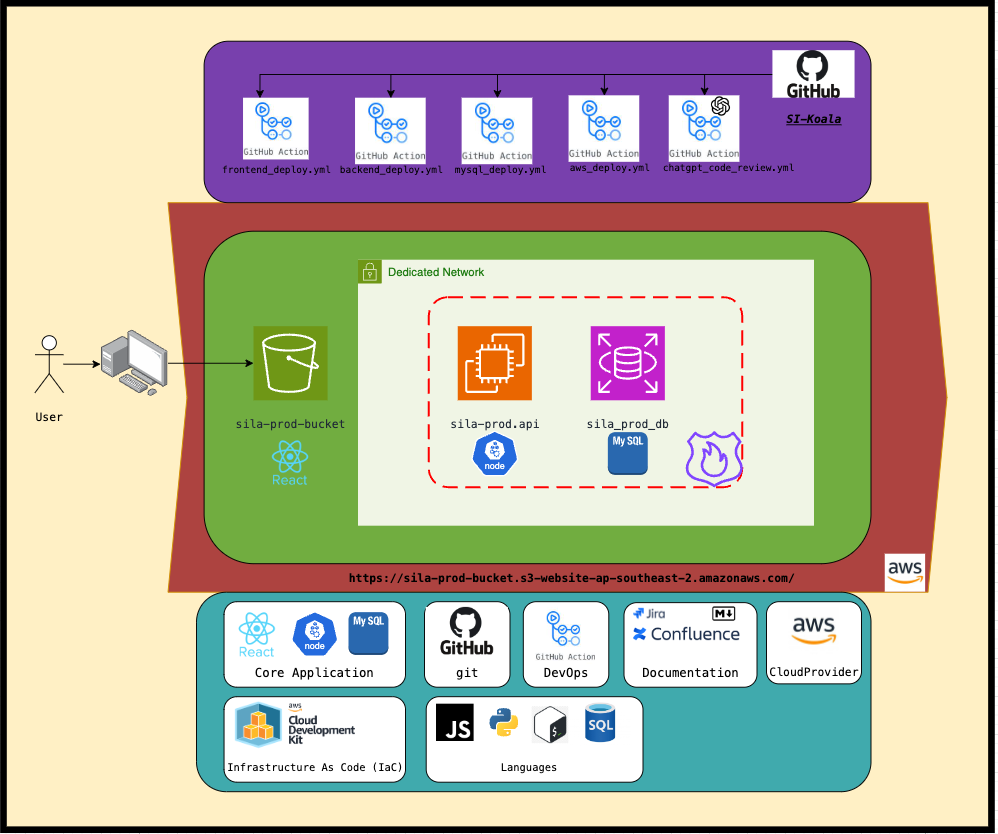 GitHub
SI-Koala
GitHub Action
GitHub Action
GitHub Action
GitHub Action
GitHub Action
frontend_deploy.yml
backend_deploy.yml
mysql_deploy.yml
aws_deploy.yml
chatgpt_code_review.yml
Dedicated Network
User
sila-prod-bucket
React
sila-prod.api
node
sila_prod_db
My SQL
https://sila-prod-bucket.s3-website-ap-southeast-2.amazonaws.com/
aws
React
node
My SQL
Core Application
GitHub
git
GitHub Action
DevOps
Jira
M
Confluence
Documentation
aws
CloudProvider
aws
Cloud
Development
Kit
Infrastructure As Code (IaC)
JS
$
SQL
Languages